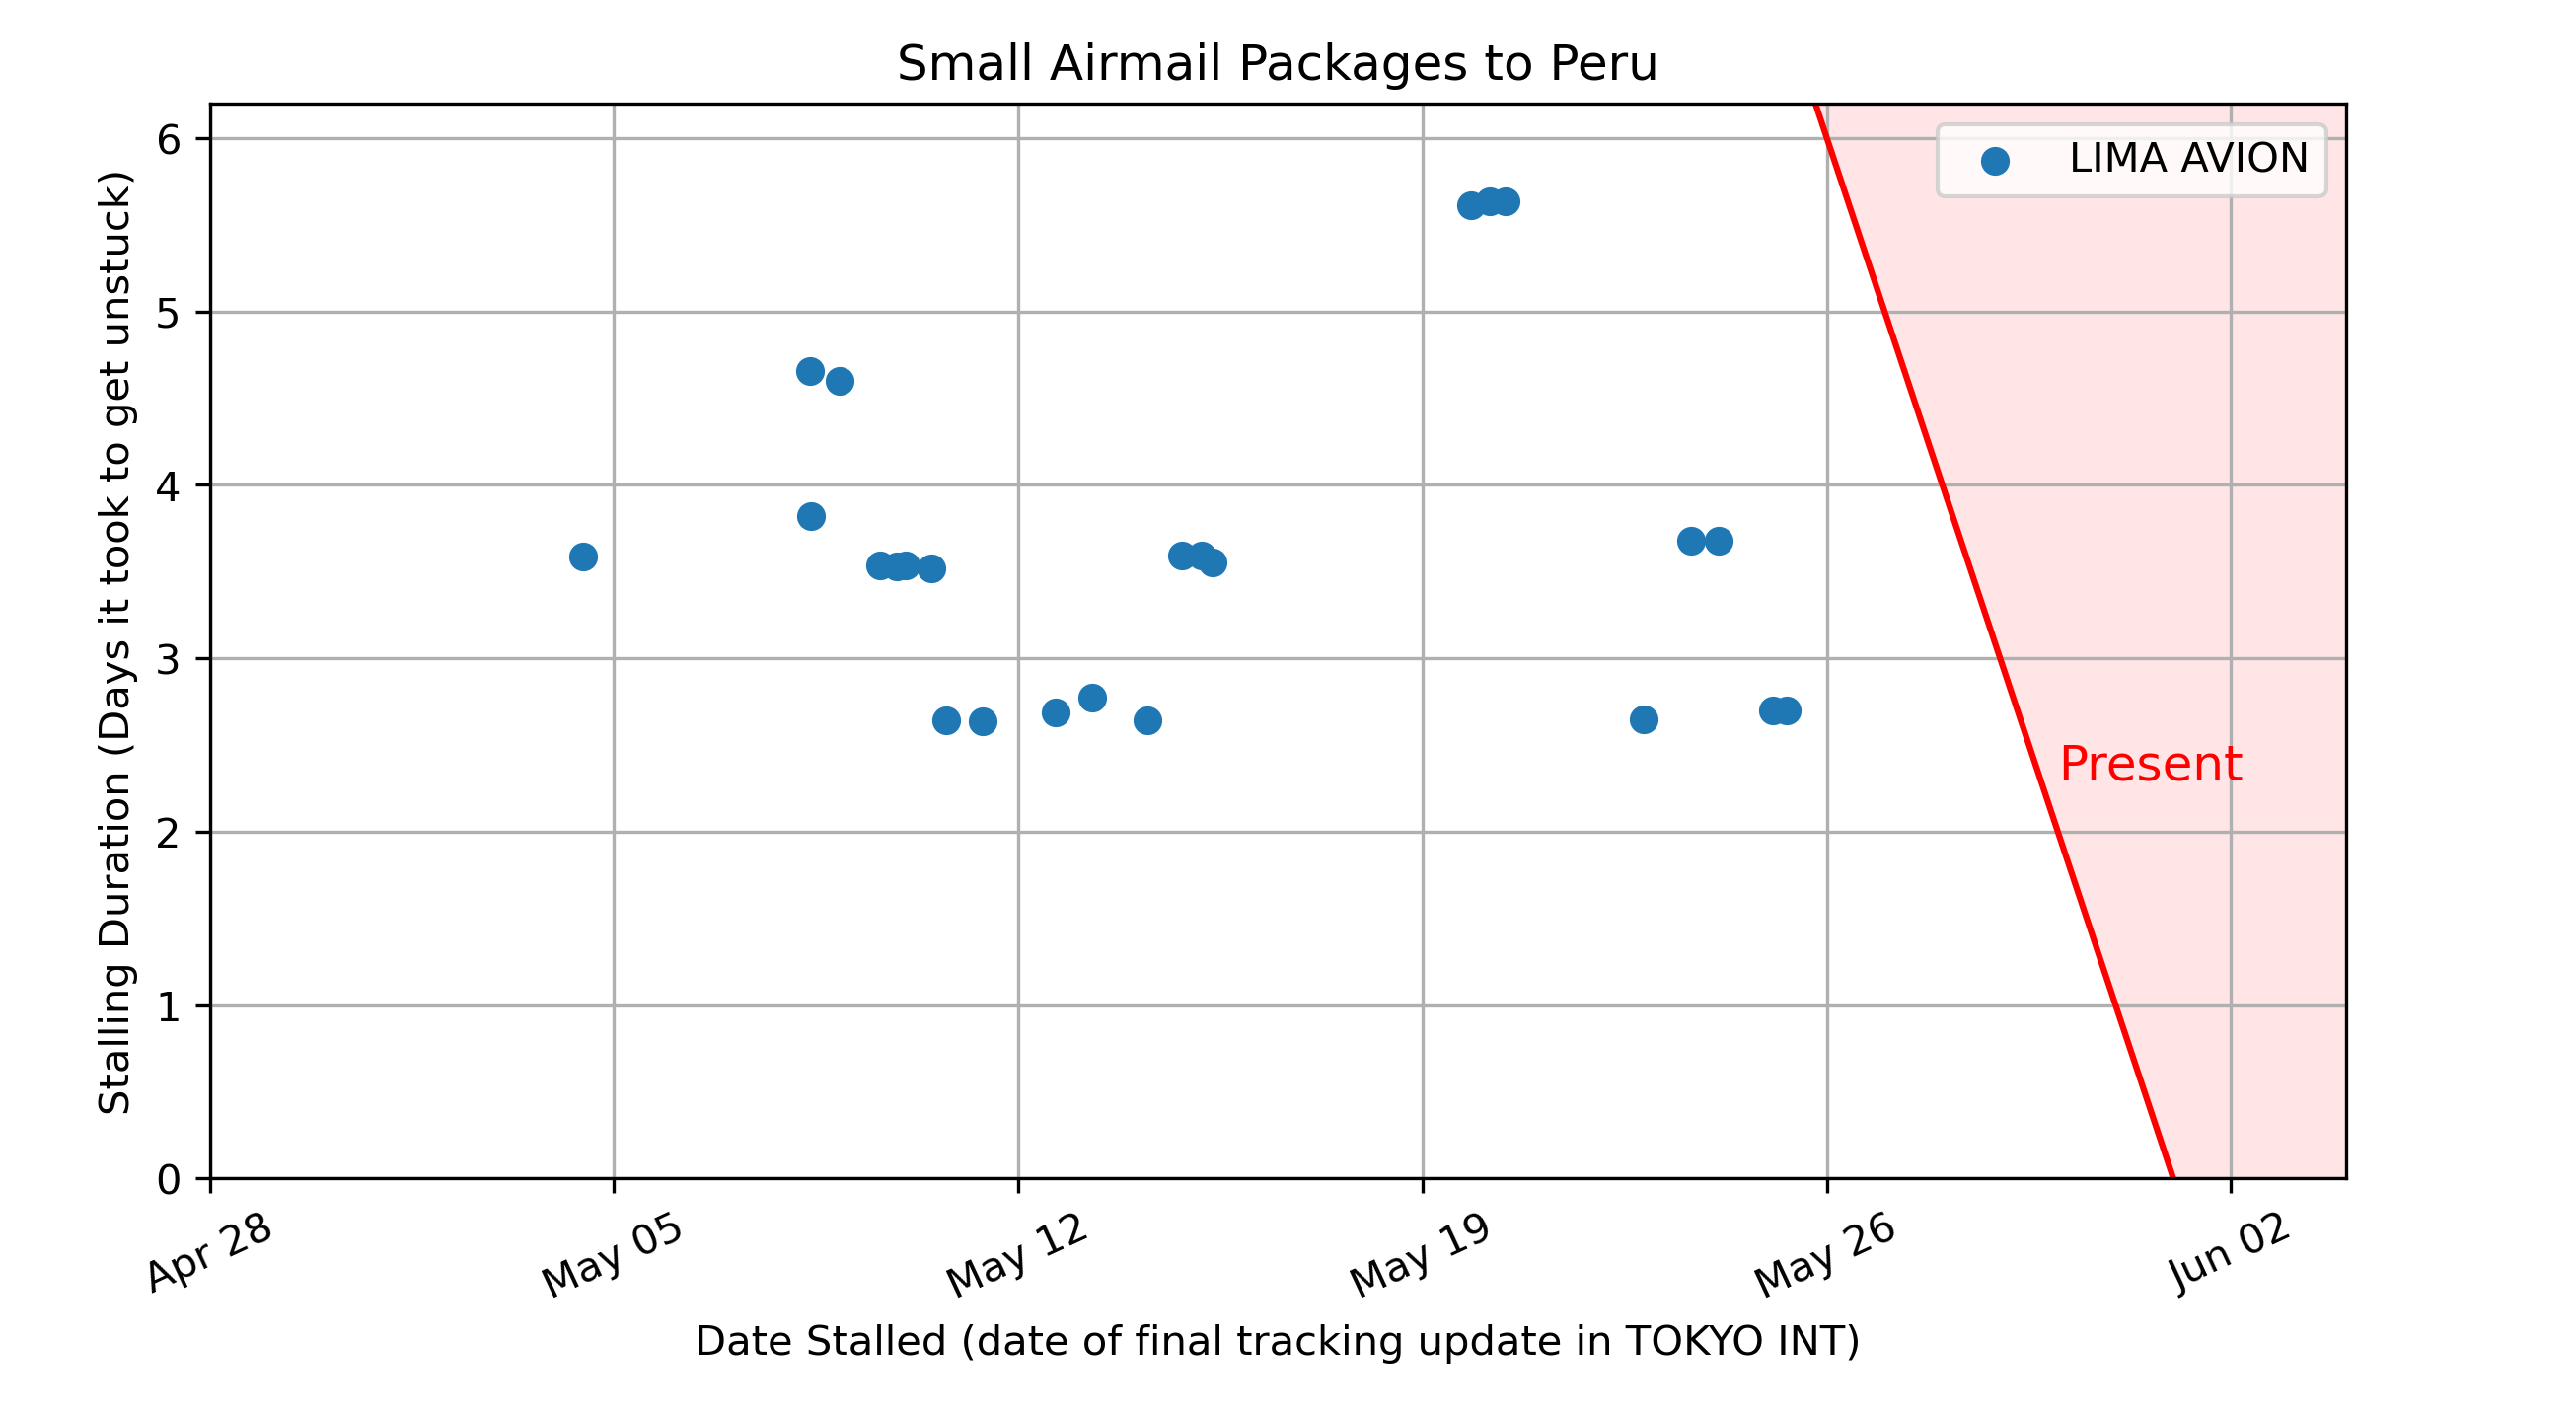 Small Airmail Packages to Peru
Stalling Duration (Days it took to get unstuck)
6
5
4
3
2
1
0
LIMA AVION
Present
Apr 28
May 05
May 12
May 19
May 26
Jun 02
Date Stalled (date of final tracking update in TOKYO INT)